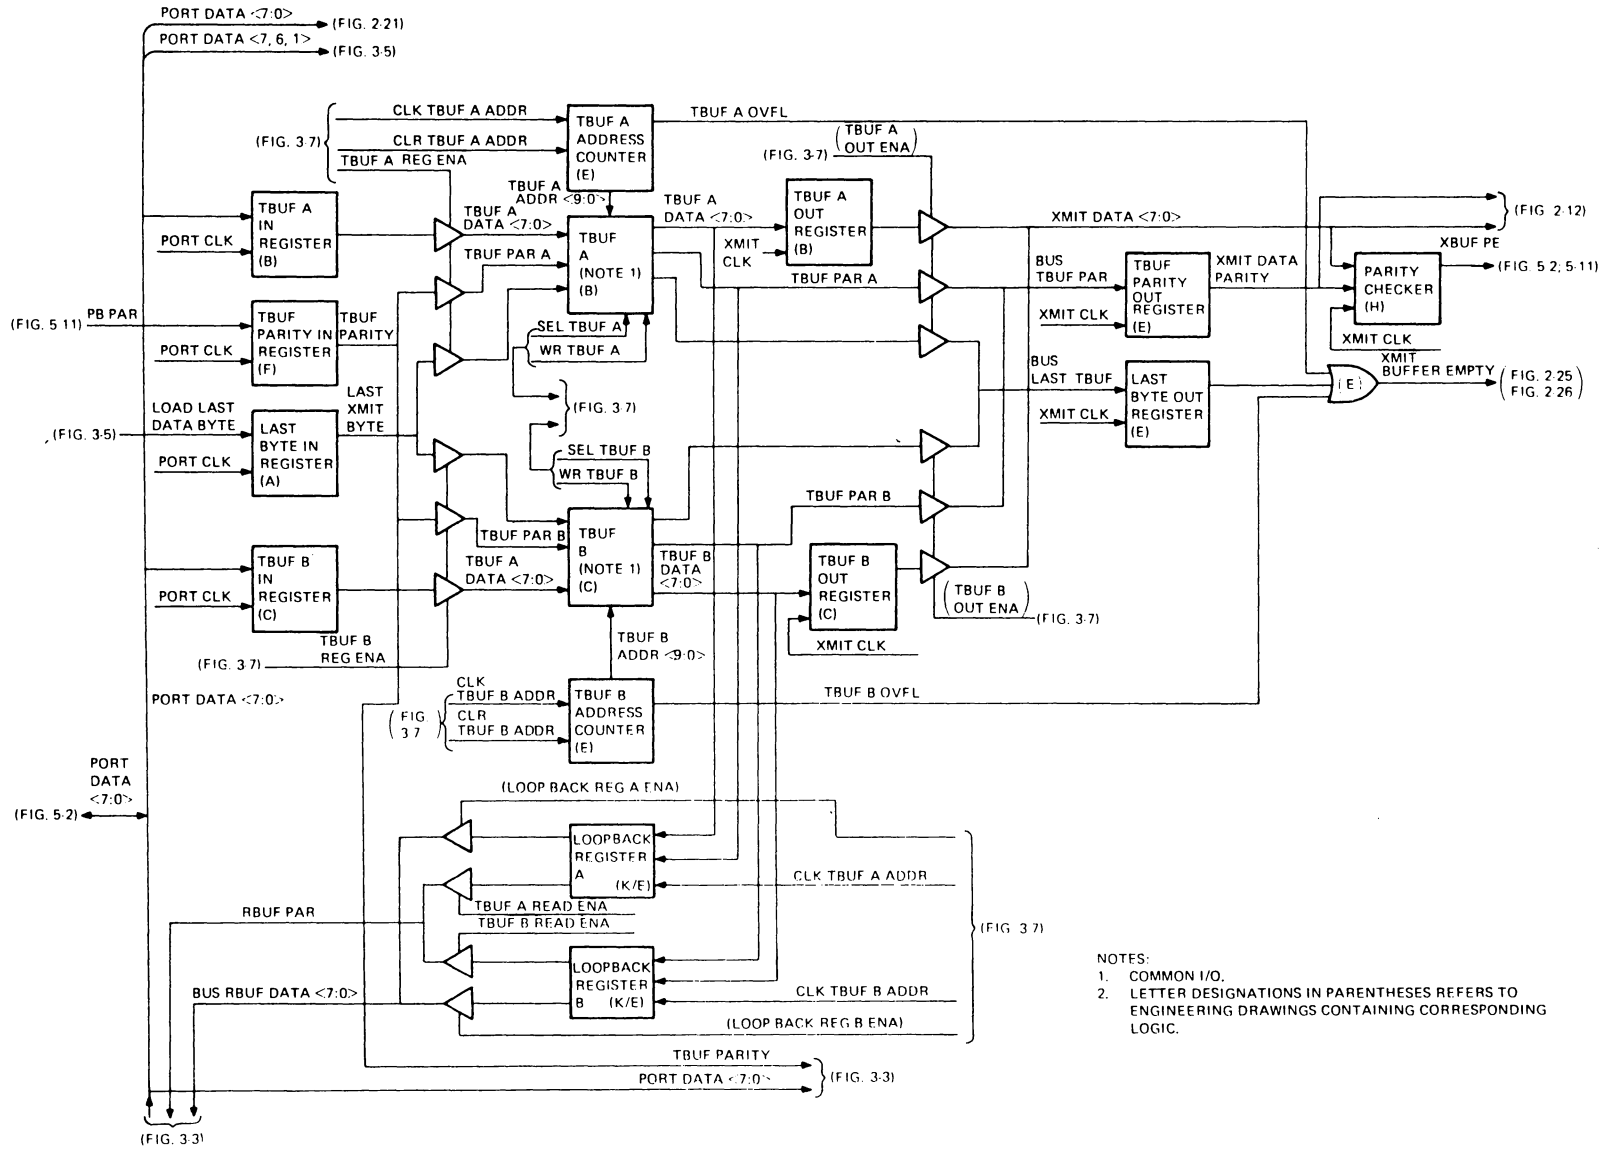 PORT DATA <7:0>
(FIG. 2-21)
PORT DATA <7, 6, 1>
(FIG. 3-5)
CLK TBUF A ADDR
CLR TBUF A ADDR
TBUF A REG ENA
(FIG. 3-7)
TBUF A
ADDRESS
COUNTER
(E)
TBUF A OVFL
(TBUF A
OUT ENA)
(FIG. 3-7)
TBUF A
ADDR <9:0>
TBUF A
IN
REGISTER
(B)
PORT CLK
TBUF A
DATA <7:0>
TBUF PAR A
TBUF
A
(NOTE 1)
(B)
TBUF A
DATA <7:0>
XMIT
CLK
TBUF A
OUT
REGISTER
(B)
TBUF PAR A
XMIT DATA <7:0>
(FIG 2-12)
XBUF PE
(FIG 5 2; 5-11)
BUS
TBUF PAR
TBUF
PARITY
OUT
REGISTER
(E)
XMIT CLK
XMIT DATA
PARITY
PARITY
CHECKER
(H)
XMIT CLK
(FIG. 5-11)
PB PAR
TBUF
PARITY IN
REGISTER
(F)
PORT CLK
TBUF
PARITY
SEL TBUF A
WR TBUF A
(FIG. 3-7)
BUS
LAST TBUF
LAST
BYTE OUT
REGISTER
(E)
XMIT CLK
(E)
XMIT
BUFFER EMPTY
(FIG. 2-25
FIG. 2-26)
(FIG. 3-5)
LOAD LAST
DATA BYTE
LAST
BYTE IN
REGISTER
(A)
PORT CLK
LAST
XMIT
BYTE
SEL TBUF B
WR TBUF B
TBUF
B
(NOTE 1)
(C)
TBUF PAR B
TBUF PAR B
TBUF B
DATA
<7:0>
TBUF B
IN
REGISTER
(C)
PORT CLK
TBUF A
DATA <7:0>
TBUF B
OUT
REGISTER
(C)
XMIT CLK
(TBUF B
OUT ENA)
(FIG. 3-7)
TBUF B
REG ENA
(FIG. 3-7)
TBUF B
ADDR <9:0>
PORT DATA <7:0>
(FIG.
3-7)
CLK
TBUF B ADDR
CLR
TBUF B ADDR
TBUF B
ADDRESS
COUNTER
(E)
TBUF B OVFL
PORT
DATA
<7:0>
(FIG. 5-2)
(LOOP BACK REG A ENA)
LOOPBACK
REGISTER
A
(K/E)
CLK TBUF A ADDR
TBUF A READ ENA
TBUF B READ ENA
RBUF PAR
(FIG. 3 7)
LOOPBACK
REGISTER
B (K/E)
CLK TBUF B ADDR
BUS RBUF DATA <7:0>
(LOOP BACK REG B ENA)
TBUF PARITY
PORT DATA <7:0>
(FIG. 3-3)
(FIG. 3-3)
NOTES:
1. COMMON I/O.
2. LETTER DESIGNATIONS IN PARENTHESES REFERS TO
ENGINEERING DRAWINGS CONTAINING CORRESPONDING
LOGIC.